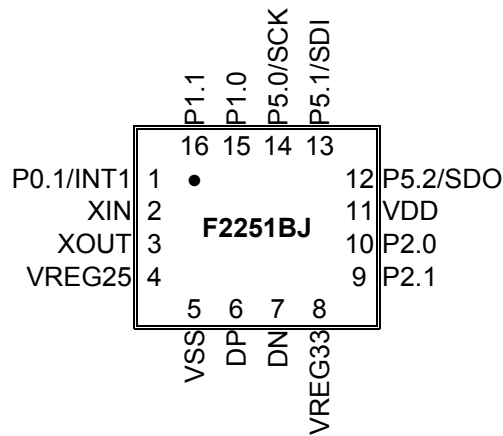 P1.1
P1.0
P5.0/SCK
P5.1/SDI
16 15 14 13
P0.1/INT1 1 • 12 P5.2/SDO
XIN 2 11 VDD
F2251BJ
XOUT 3 10 P2.0
VREG25 4 9 P2.1
5 6 7 8
VSS
DP
DN
VREG33